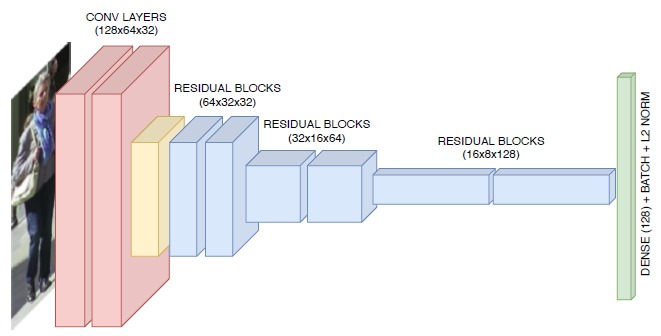 CONV LAYERS
(128x64x32)
RESIDUAL BLOCKS
(64x32x32)
RESIDUAL BLOCKS
(32x16x64)
RESIDUAL BLOCKS
(16x8x128)
DENSE (128) + BATCH + L2 NORM